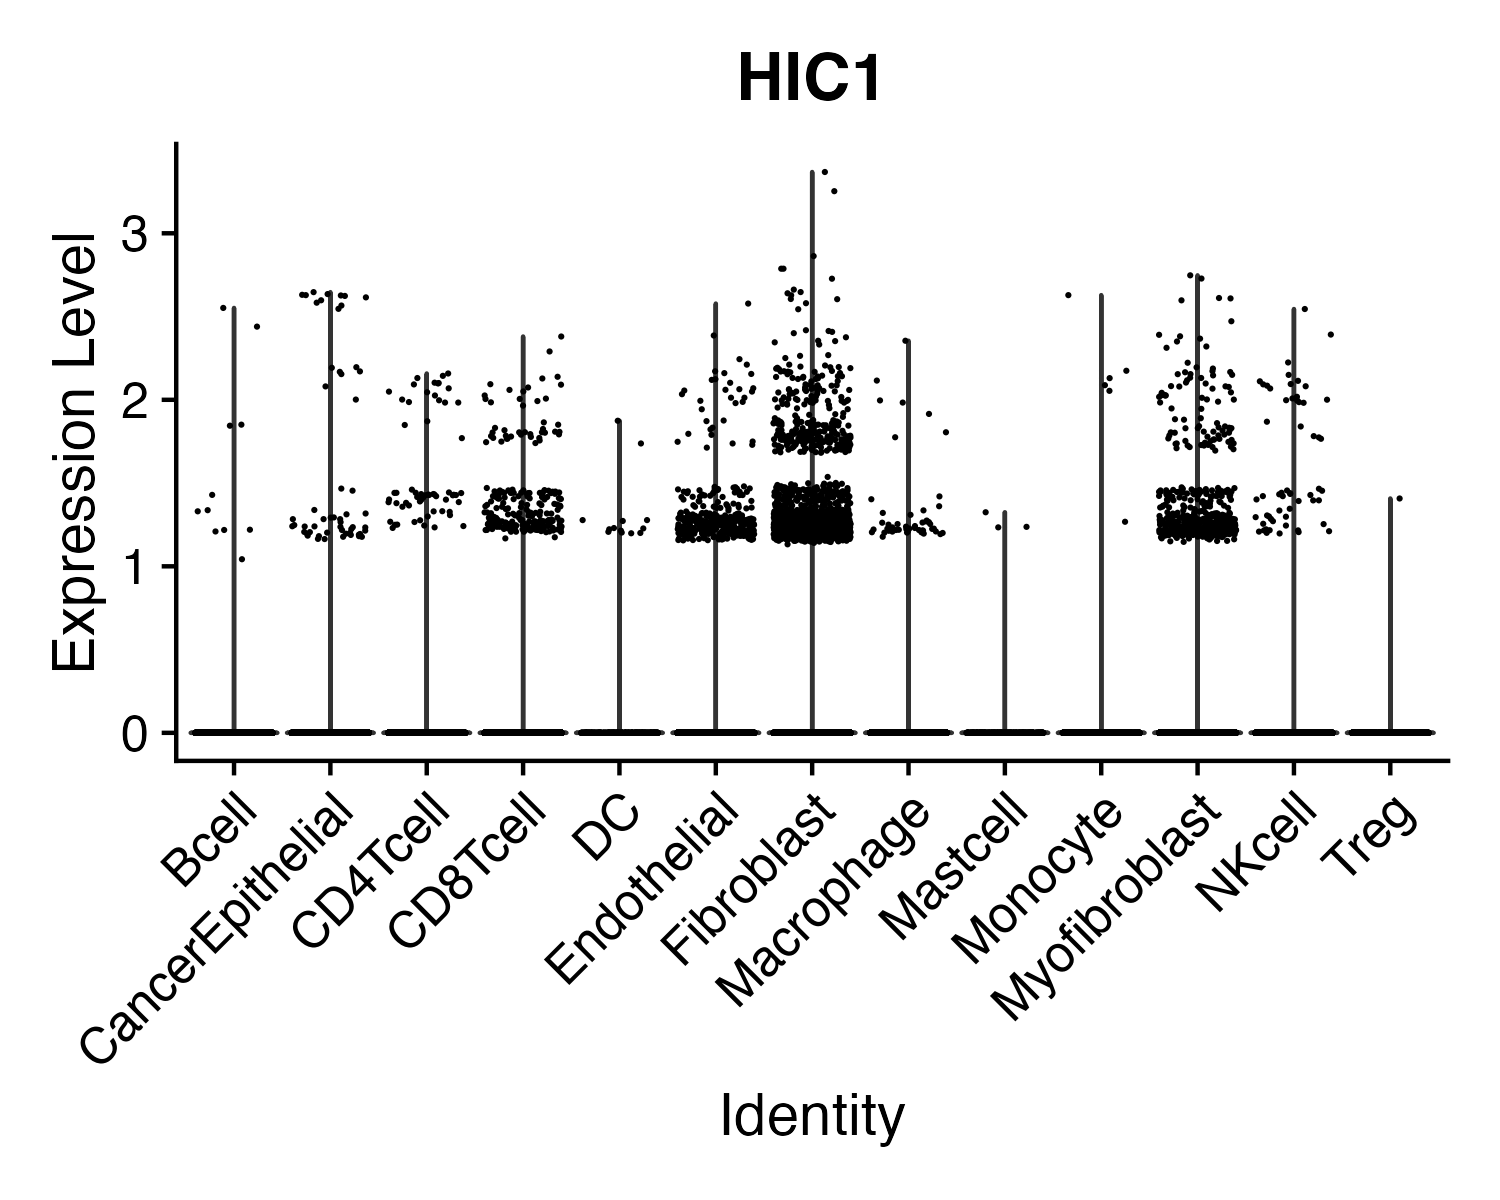 HIC1
Expression Level
3
2
1
0
Bcell
CancerEpithelial
CD4Tcell
CD8Tcell
DC
Endothelial
Fibroblast
Macrophage
Mastcell
Monocyte
Myofibroblast
NKcell
Treg
Identity